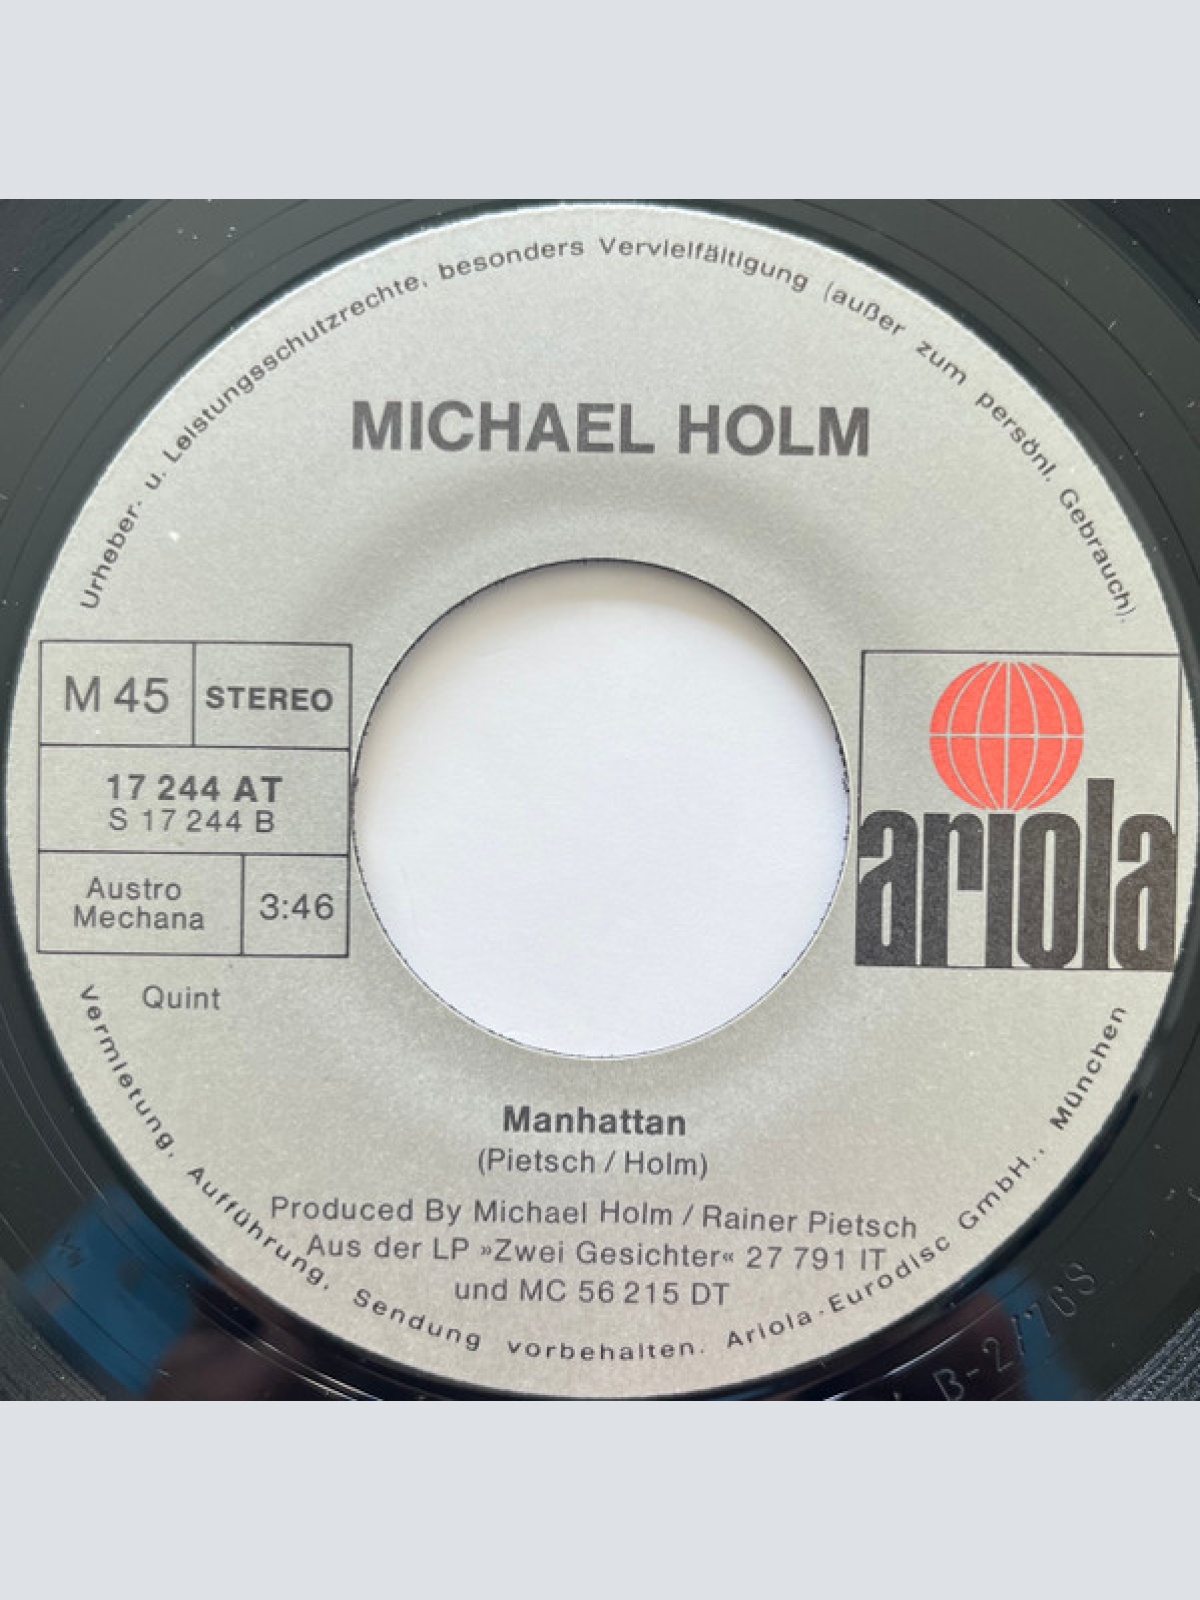 Urheber- u. Leistungsschutzrechte, besonders Vervielfältigung (außer zum persönl. Gebrauch).
MICHAEL HOLM
M 45
STEREO
17 244 AT
S 17 244 B
Austro
Mechana
3:46
Quint
ariola
Manhattan
(Pietsch / Holm)
Produced By Michael Holm / Rainer Pietsch
Aus der LP »Zwei Gesichter« 27 791 IT
und MC 56 215 DT
Vermietung, Aufführung, Sendung vorbehalten. Ariola-Eurodisc GmbH., München